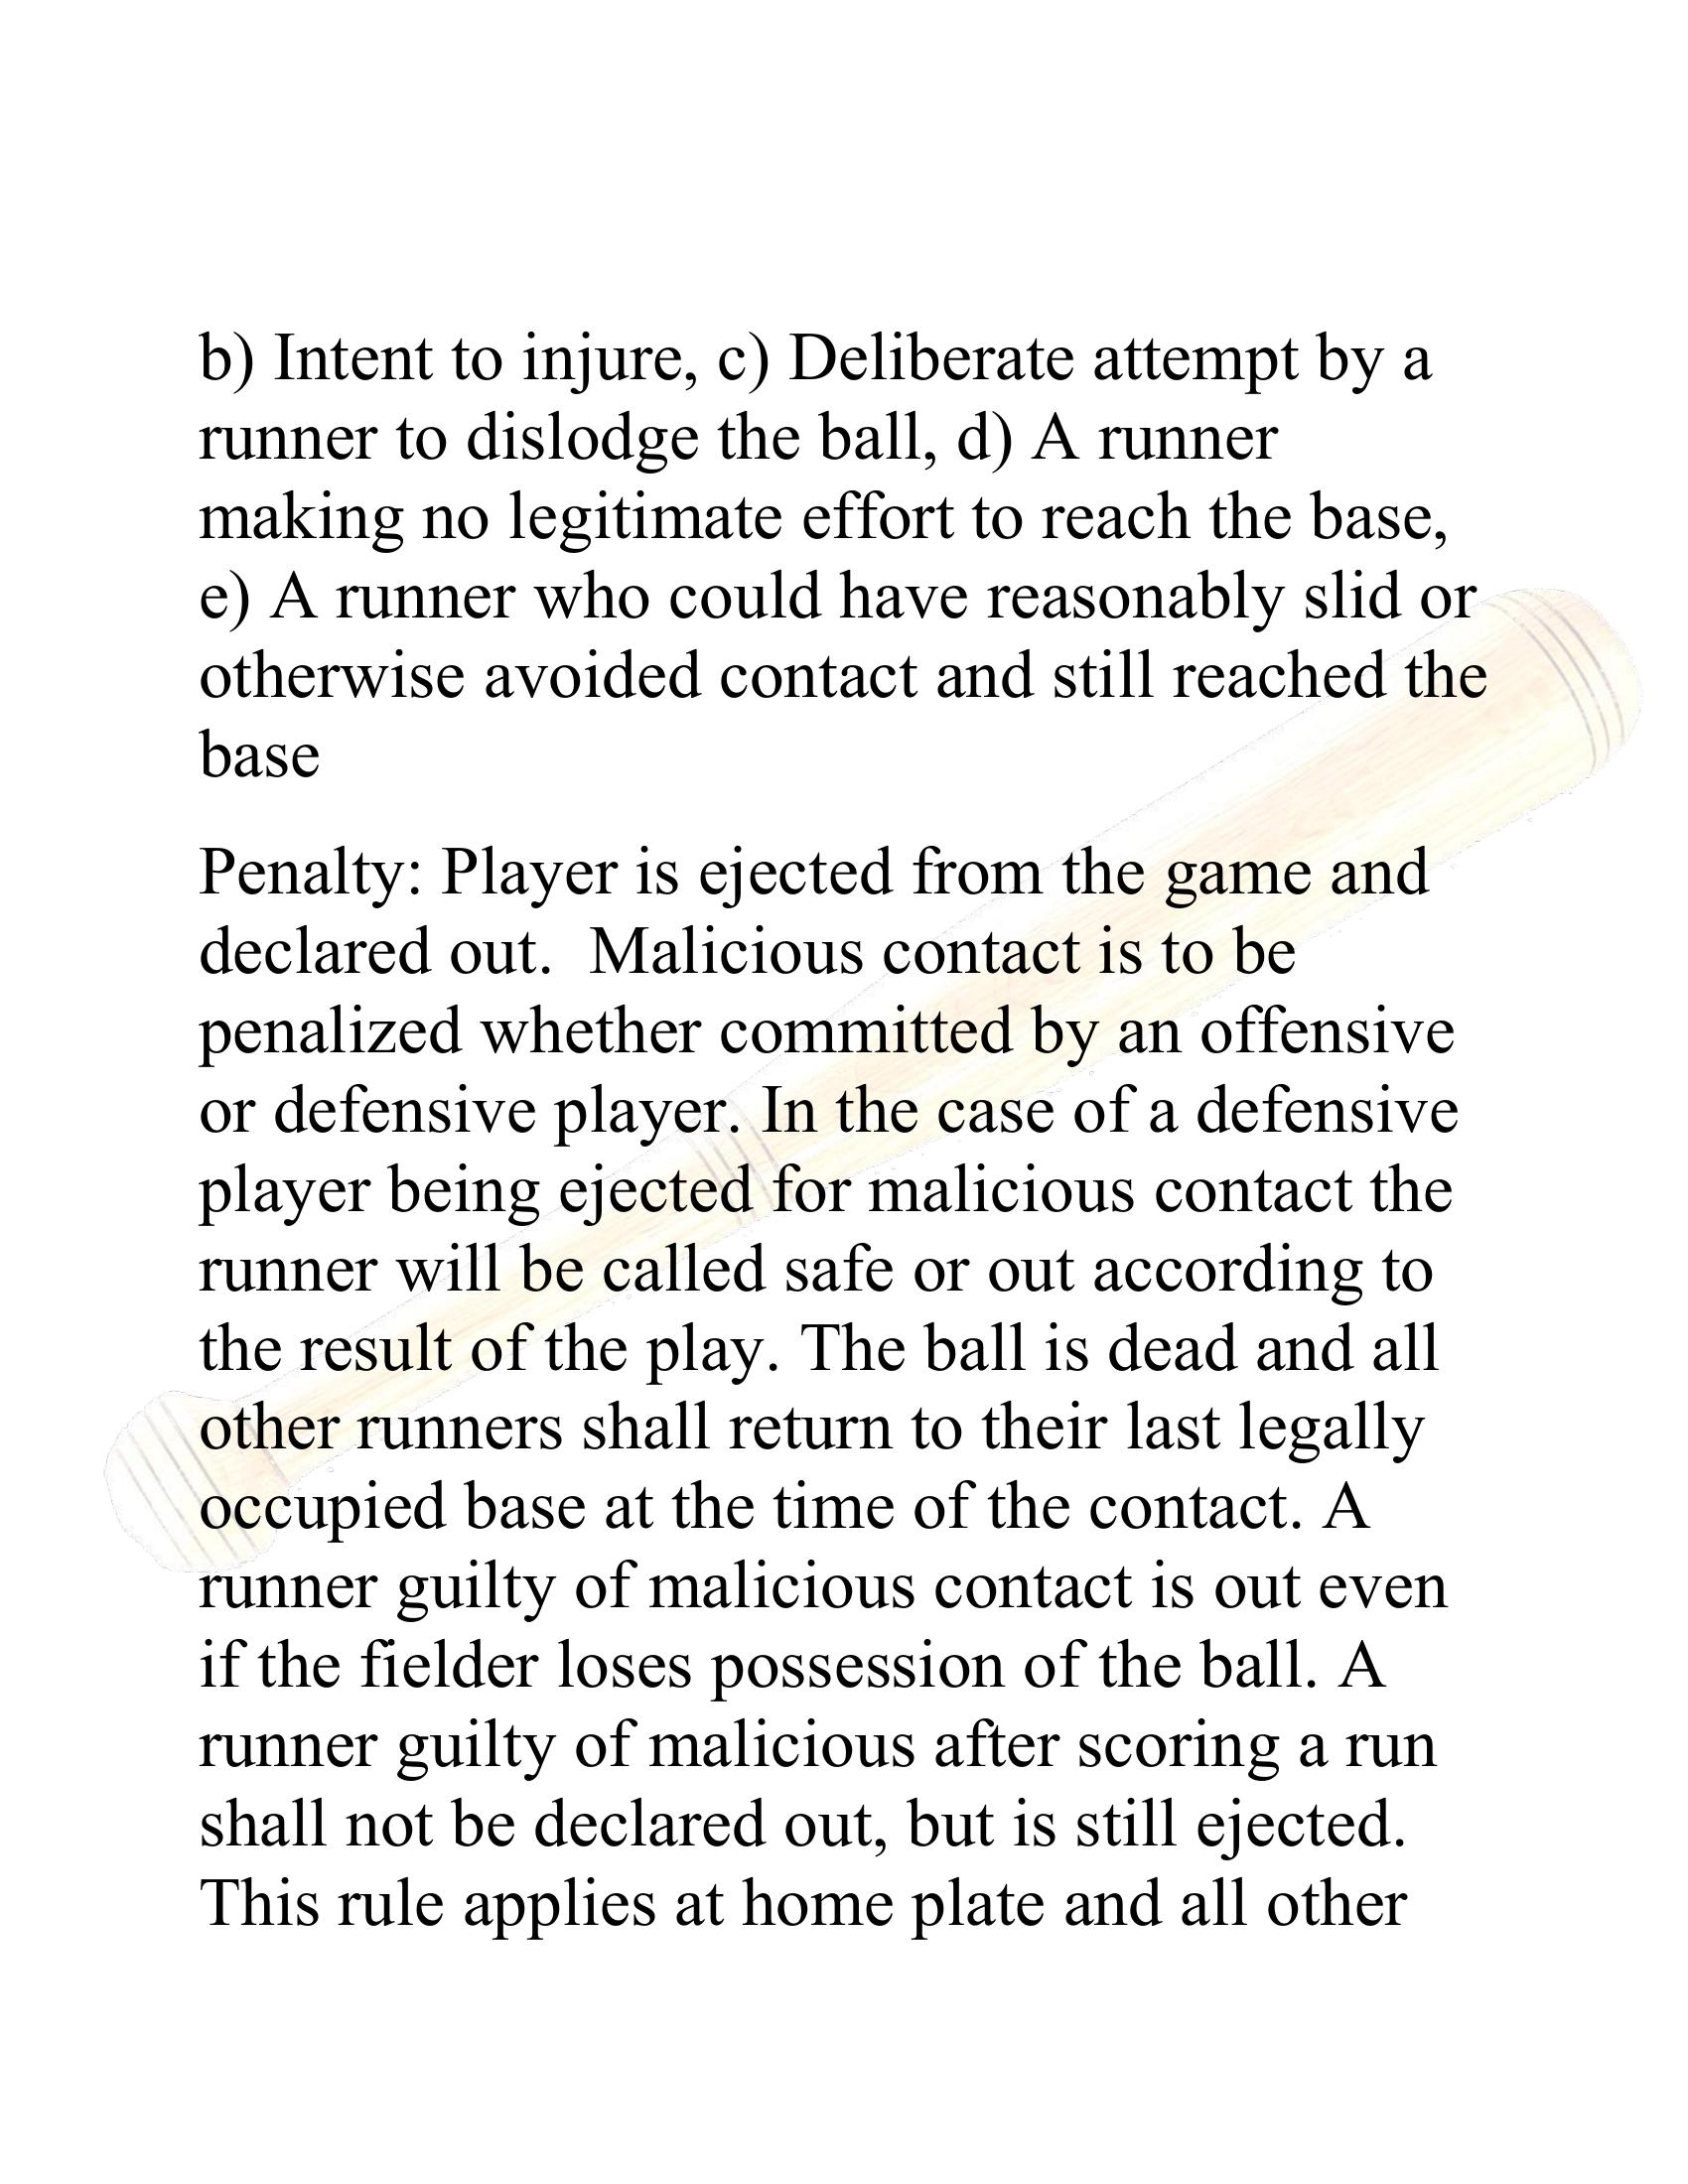 b) Intent to injure, c) Deliberate attempt by a
runner to dislodge the ball, d) A runner
making no legitimate effort to reach the base,
e) A runner who could have reasonably slid or
otherwise avoided contact and still reached the
base
Penalty: Player is ejected from the game and
declared out.  Malicious contact is to be
penalized whether committed by an offensive
or defensive player. In the case of a defensive
player being ejected for malicious contact the
runner will be called safe or out according to
the result of the play. The ball is dead and all
other runners shall return to their last legally
occupied base at the time of the contact. A
runner guilty of malicious contact is out even
if the fielder loses possession of the ball. A
runner guilty of malicious after scoring a run
shall not be declared out, but is still ejected.
This rule applies at home plate and all other